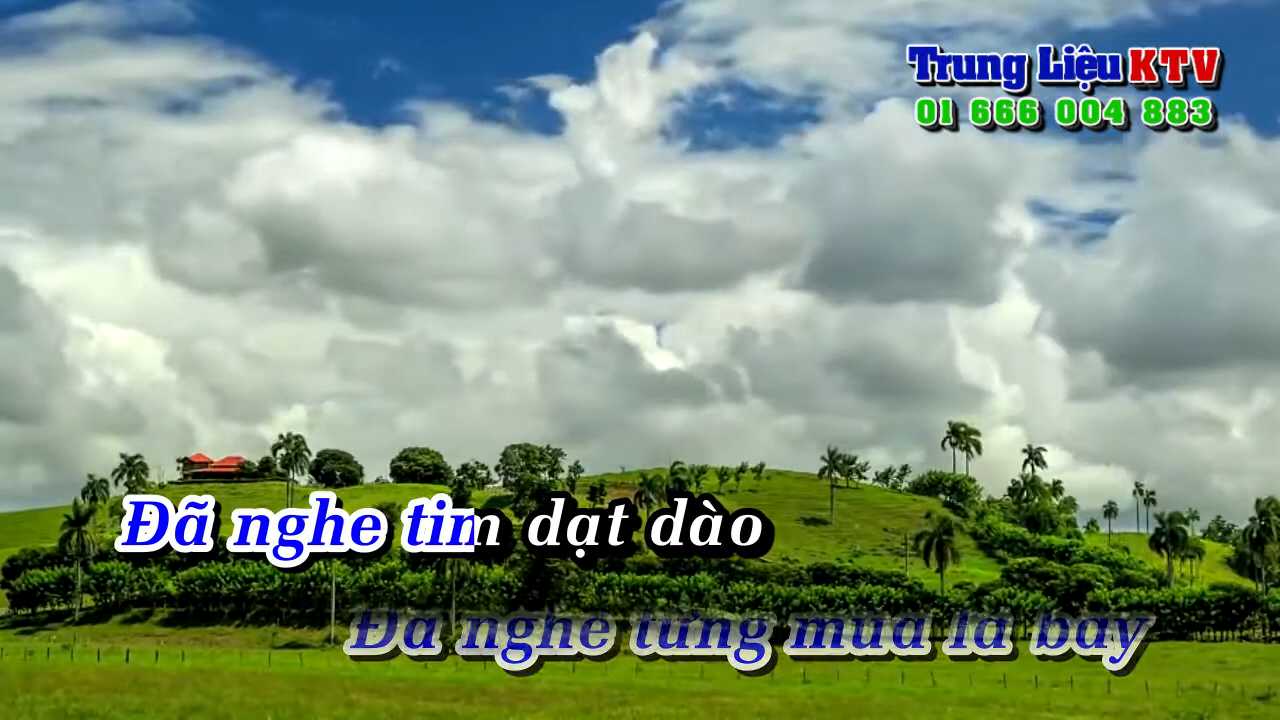 Trung Liệu KTV
01 666 004 883
Đã nghe tim dạt dào
Đã nghe từng mùa lá bay